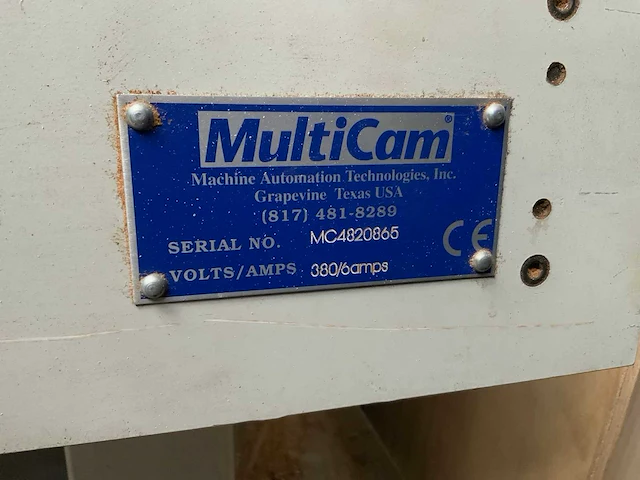 MultiCam®
Machine Automation Technologies, Inc.
Grapevine Texas USA
(817) 481-8289
SERIAL NO. MC4820865
VOLTS/AMPS 380/6amps
CE